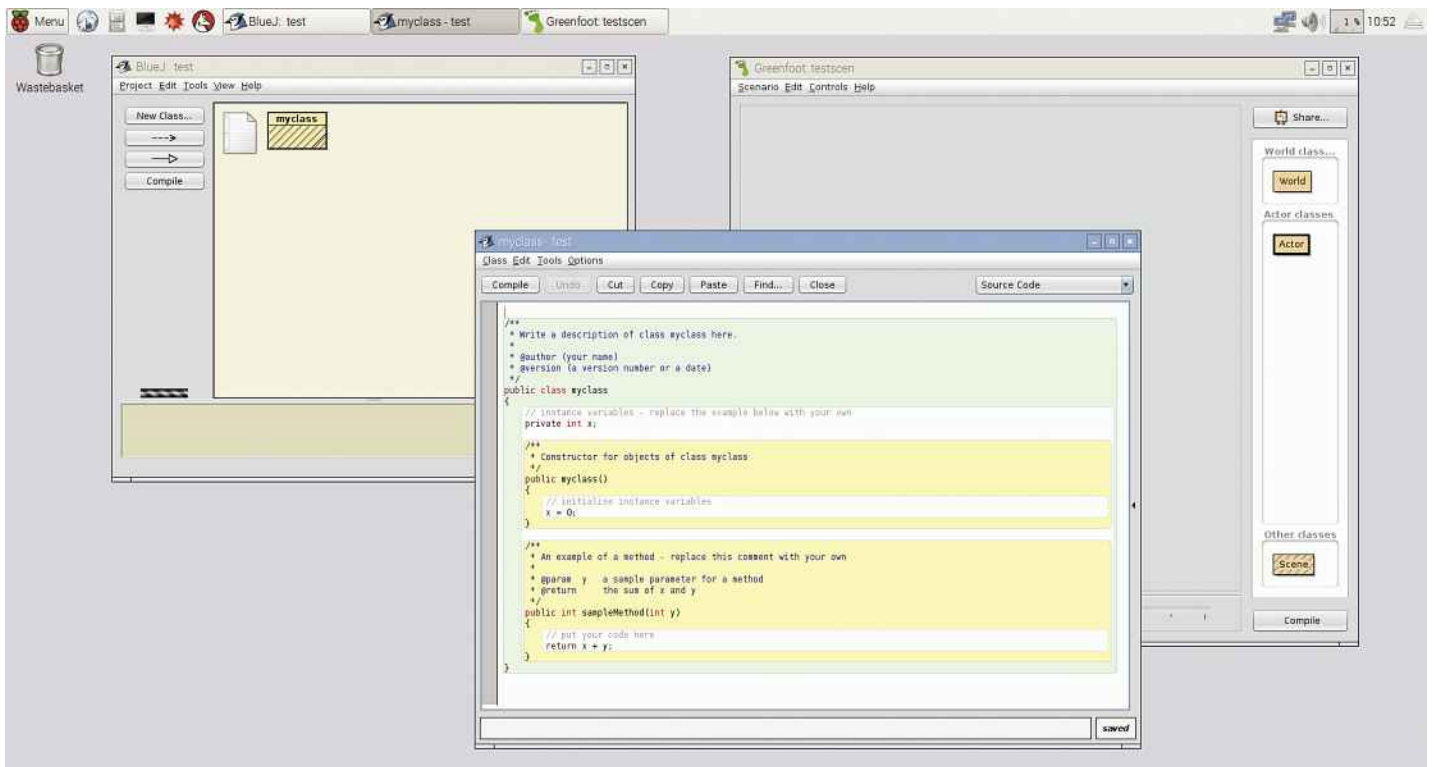 Menu
BlueJ: test
myclass - test
Greenfoot: testscen
1 %
10:52
Wastebasket
BlueJ: test
Project Edit Tools View Help
New Class...
Compile
myclass
Greenfoot: testscen
Scenario Edit Controls Help
Share...
World class...
World
Actor classes
Actor
Other classes
Scene
Compile
myclass - test
Class Edit Tools Options
Compile Undo Cut Copy Paste Find... Close Source Code
/**
* Write a description of class myclass here.
*
* @author (your name)
* @version (a version number or a date)
*/
public class myclass
{
// instance variables - replace the example below with your own
private int x;
/**
* Constructor for objects of class myclass
*/
public myclass()
{
// initialise instance variables
x = 0;
}
/**
* An example of a method - replace this comment with your own
*
* @param y a sample parameter for a method
* @return the sum of x and y
*/
public int sampleMethod(int y)
{
// put your code here
return x + y;
}
}
saved